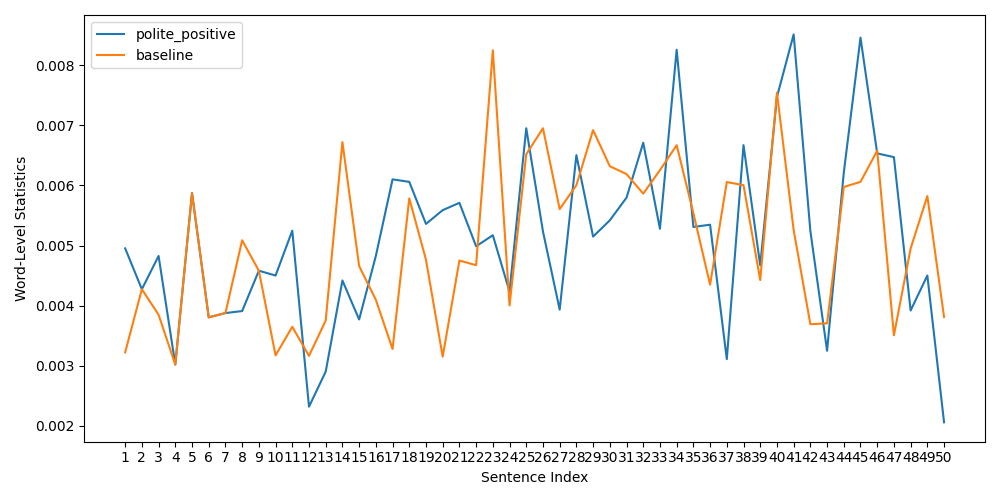 polite_positive
baseline
0.008
0.007
0.006
0.005
0.004
0.003
0.002
Word-Level Statistics
1 2 3 4 5 6 7 8 9 10 11 12 13 14 15 16 17 18 19 20 21 22 23 24 25 26 27 28 29 30 31 32 33 34 35 36 37 38 39 40 41 42 43 44 45 46 47 48 49 50
Sentence Index